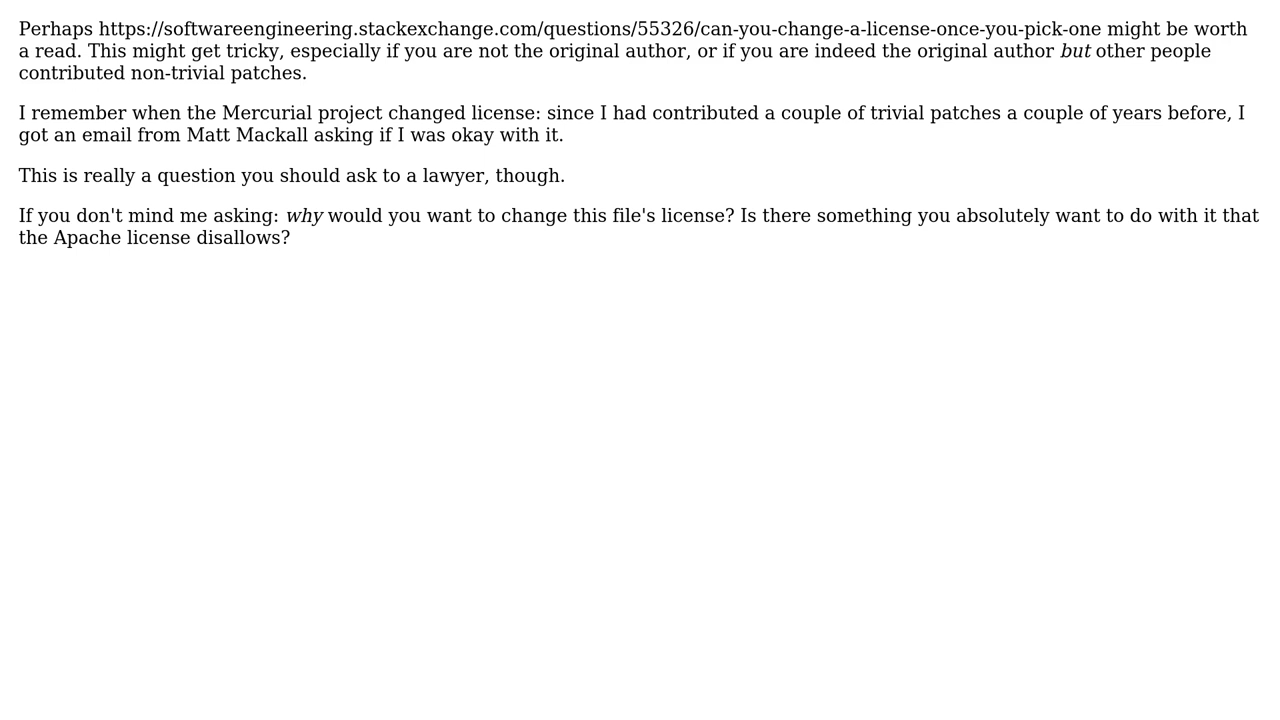 Perhaps https://softwareengineering.stackexchange.com/questions/55326/can-you-change-a-license-once-you-pick-one might be worth
a read. This might get tricky, especially if you are not the original author, or if you are indeed the original author but other people
contributed non-trivial patches.
I remember when the Mercurial project changed license: since I had contributed a couple of trivial patches a couple of years before, I
got an email from Matt Mackall asking if I was okay with it.
This is really a question you should ask to a lawyer, though.
If you don't mind me asking: why would you want to change this file's license? Is there something you absolutely want to do with it that
the Apache license disallows?